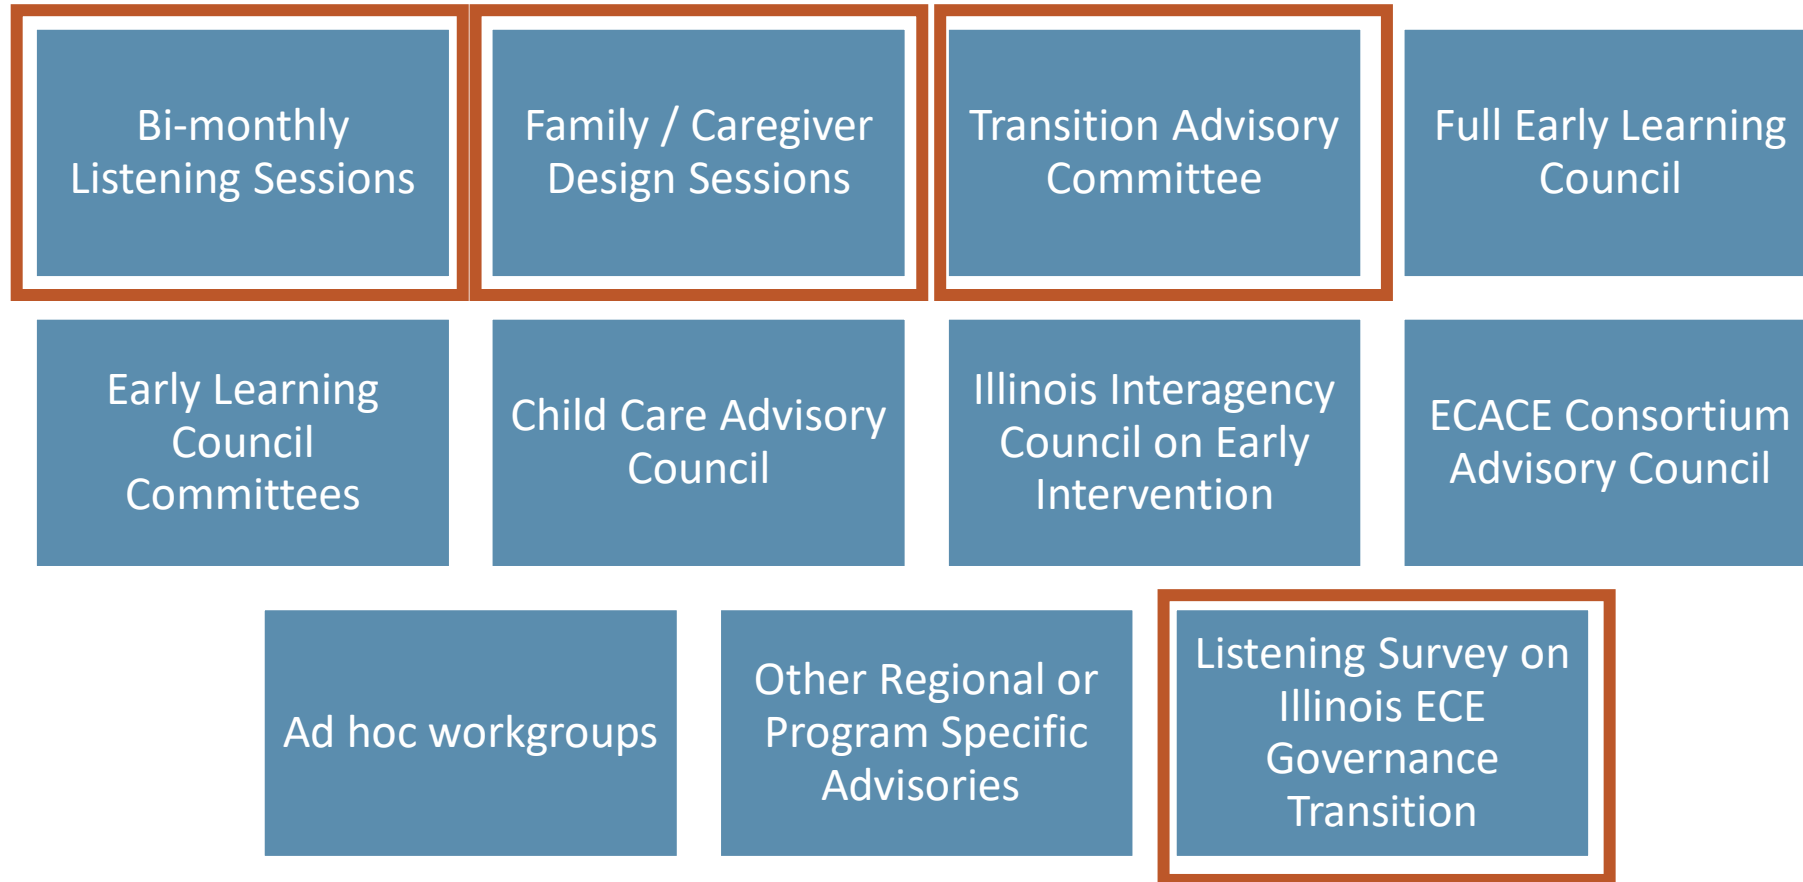 Bi-monthly
Listening Sessions
Family / Caregiver
Design Sessions
Transition Advisory
Committee
Full Early Learning
Council
Early Learning
Council
Committees
Child Care Advisory
Council
Illinois Interagency
Council on Early
Intervention
ECACE Consortium
Advisory Council
Ad hoc workgroups
Other Regional or
Program Specific
Advisories
Listening Survey on
Illinois ECE
Governance
Transition